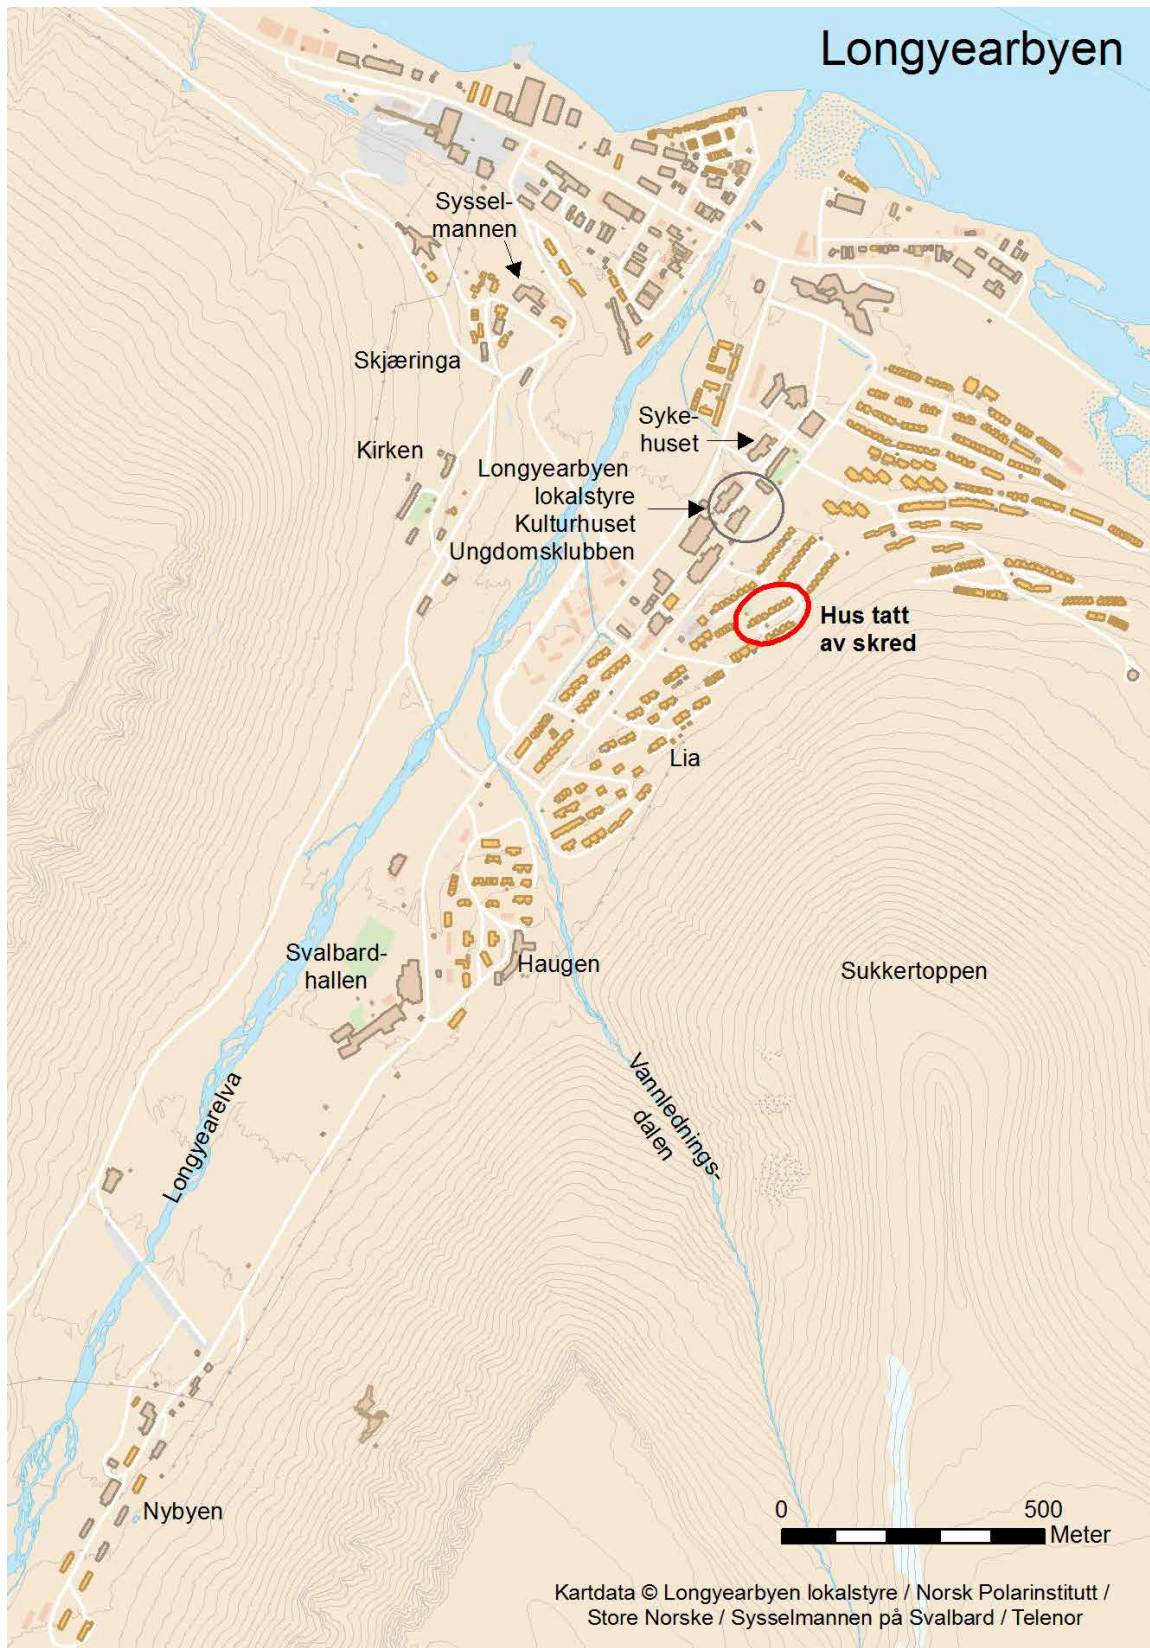 Longyearbyen
Syssel-
mannen
Skjæringa
Kirken
Syke-
huset
Longyearbyen
lokalstyre
Kulturhuset
Ungdomsklubben
Hus tatt
av skred
Lia
Svalbard-
hallen
Haugen
Sukkertoppen
Vannlednings-
dalen
Longyearelva
Nybyen
0 500
Meter
Kartdata © Longyearbyen lokalstyre / Norsk Polarinstitutt /
Store Norske / Sysselmannen på Svalbard / Telenor